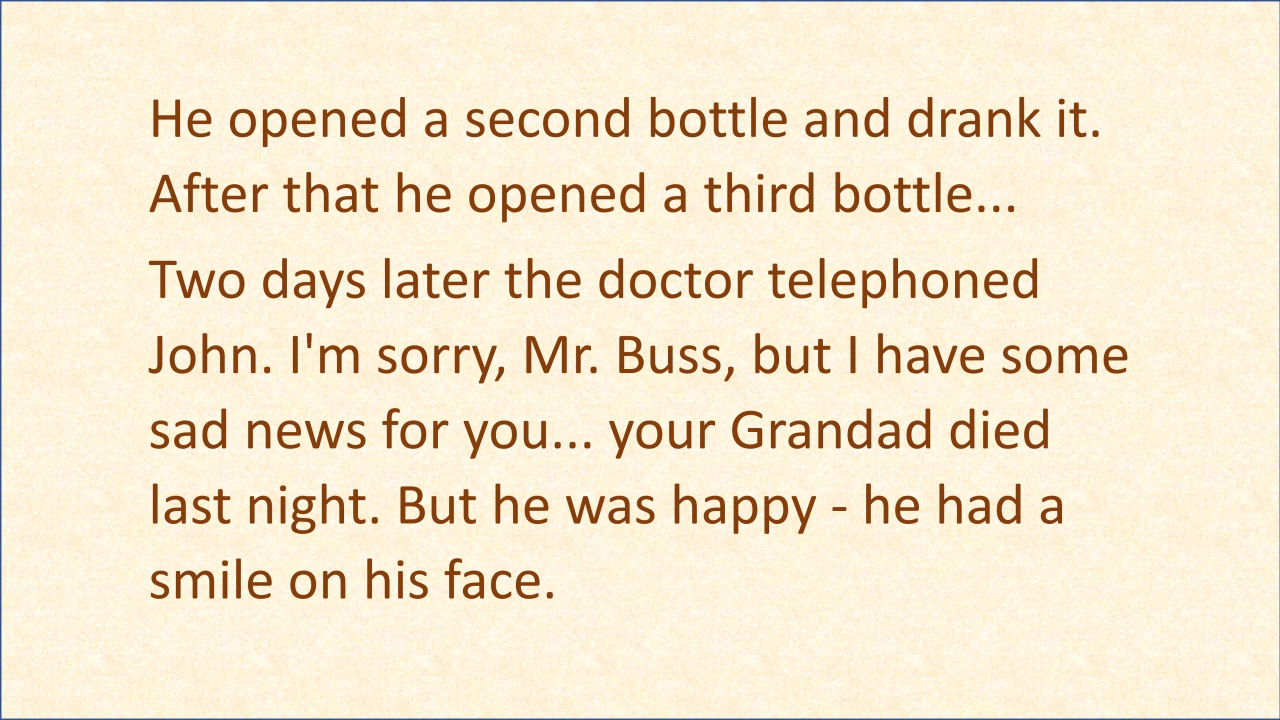 He opened a second bottle and drank it.
After that he opened a third bottle...
Two days later the doctor telephoned
John. I'm sorry, Mr. Buss, but I have some
sad news for you... your Grandad died
last night. But he was happy - he had a
smile on his face.